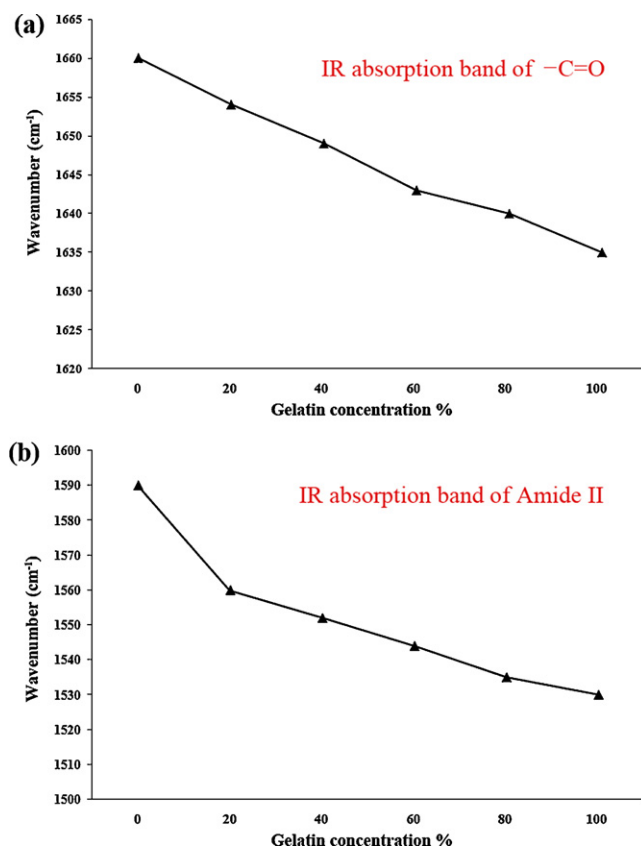 (a)
IR absorption band of −C=O
Wavenumber (cm-1)
1665
1660
1655
1650
1645
1640
1635
1630
1625
1620
0 20 40 60 80 100
Gelatin concentration %
(b)
IR absorption band of Amide II
Wavenumber (cm-1)
1600
1590
1580
1570
1560
1550
1540
1530
1520
1510
1500
0 20 40 60 80 100
Gelatin concentration %